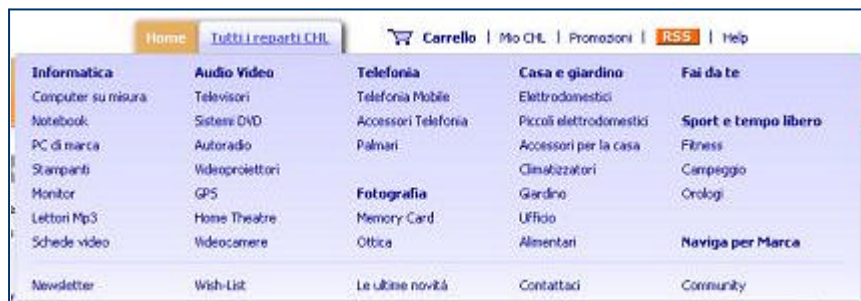 Home Tutti i reparti CHL Carrello | Mio CHL | Promozioni | RSS | Help
Informatica Audio Video Telefonia Casa e giardino Fai da te
Computer su misura Televisori Telefonia Mobile Elettrodomestici
Notebook Sistemi DVD Accessori Telefonia Piccoli elettrodomestici Sport e tempo libero
PC di marca Autoradio Palmari Accessori per la casa Fitness
Stampanti Videoproiettori Climatizzatori Campeggio
Monitor GPS Fotografia Giardino Orologi
Lettori Mp3 Home Theatre Memory Card Ufficio
Schede video Videocamere Ottica Alimentari Naviga per Marca
Newsletter Wish-List Le ultime novità Contattaci Community